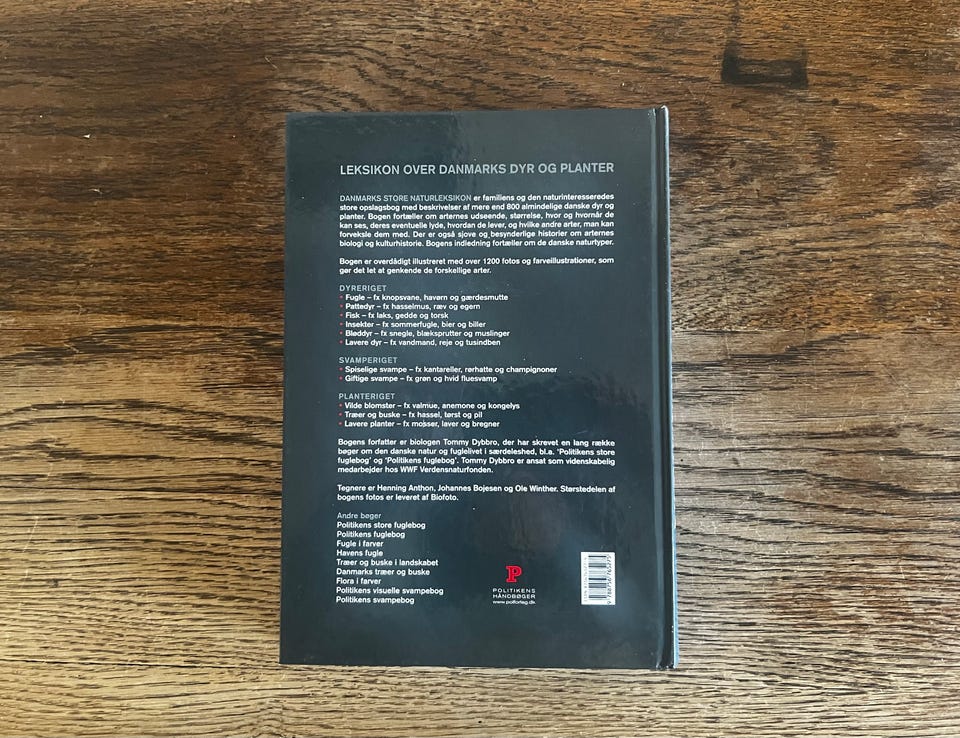 LEKSIKON OVER DANMARKS DYR OG PLANTER
DANMARKS STORE NATURLEKSIKON er familiens og den naturinteresseredes
store opslagsbog med beskrivelser af mere end 800 almindelige danske dyr og
planter. Bogen fortæller om arternes udseende, størrelse, hvor og hvornår de
kan ses, deres eventuelle lyde, hvordan de lever, og hvilke andre arter, man kan
forveksle dem med. Der er også sjove og besynderlige historier om arternes
biologi og kulturhistorie. Bogens indledning fortæller om de danske naturtyper.
Bogen er overdådigt illustreret med over 1200 fotos og farveillustrationer, som
gør det let at genkende de forskellige arter.
DYRERIGET
• Fugle – fx knopsvane, havørn og gærdesmutte
• Pattedyr – fx hasselmus, ræv og egern
• Fisk – fx laks, gedde og torsk
• Insekter – fx sommerfugle, bier og biller
• Bløddyr – fx snegle, blæksprutter og muslinger
• Lavere dyr – fx vandmand, reje og tusindben
SVAMPERIGET
• Spiselige svampe – fx kantareller, rørhatte og champignoner
• Giftige svampe – fx grøn og hvid fluesvamp
PLANTERIGET
• Vilde blomster – fx valmue, anemone og kongelys
• Træer og buske – fx hassel, tørst og pil
• Lavere planter – fx mosser, laver og bregner
Bogens forfatter er biologen Tommy Dybbro, der har skrevet en lang række
bøger om den danske natur og fuglelivet i særdeleshed, bl.a. 'Politikens store
fuglebog' og 'Politikens fuglebog'. Tommy Dybbro er ansat som videnskabelig
medarbejder hos WWF Verdensnaturfonden.
Tegnere er Henning Anthon, Johannes Bojesen og Ole Winther. Størstedelen af
bogens fotos er leveret af Biofoto.
Andre bøger
Politikens store fuglebog
Politikens fuglebog
Fugle i farver
Havens fugle
Træer og buske i landskabet
Danmarks træer og buske
Flora i farver
Politikens visuelle svampebog
Politikens svampebog
P
POLITIKENS
HÅNDBØGER
www.polforlag.dk
9 788756 765675